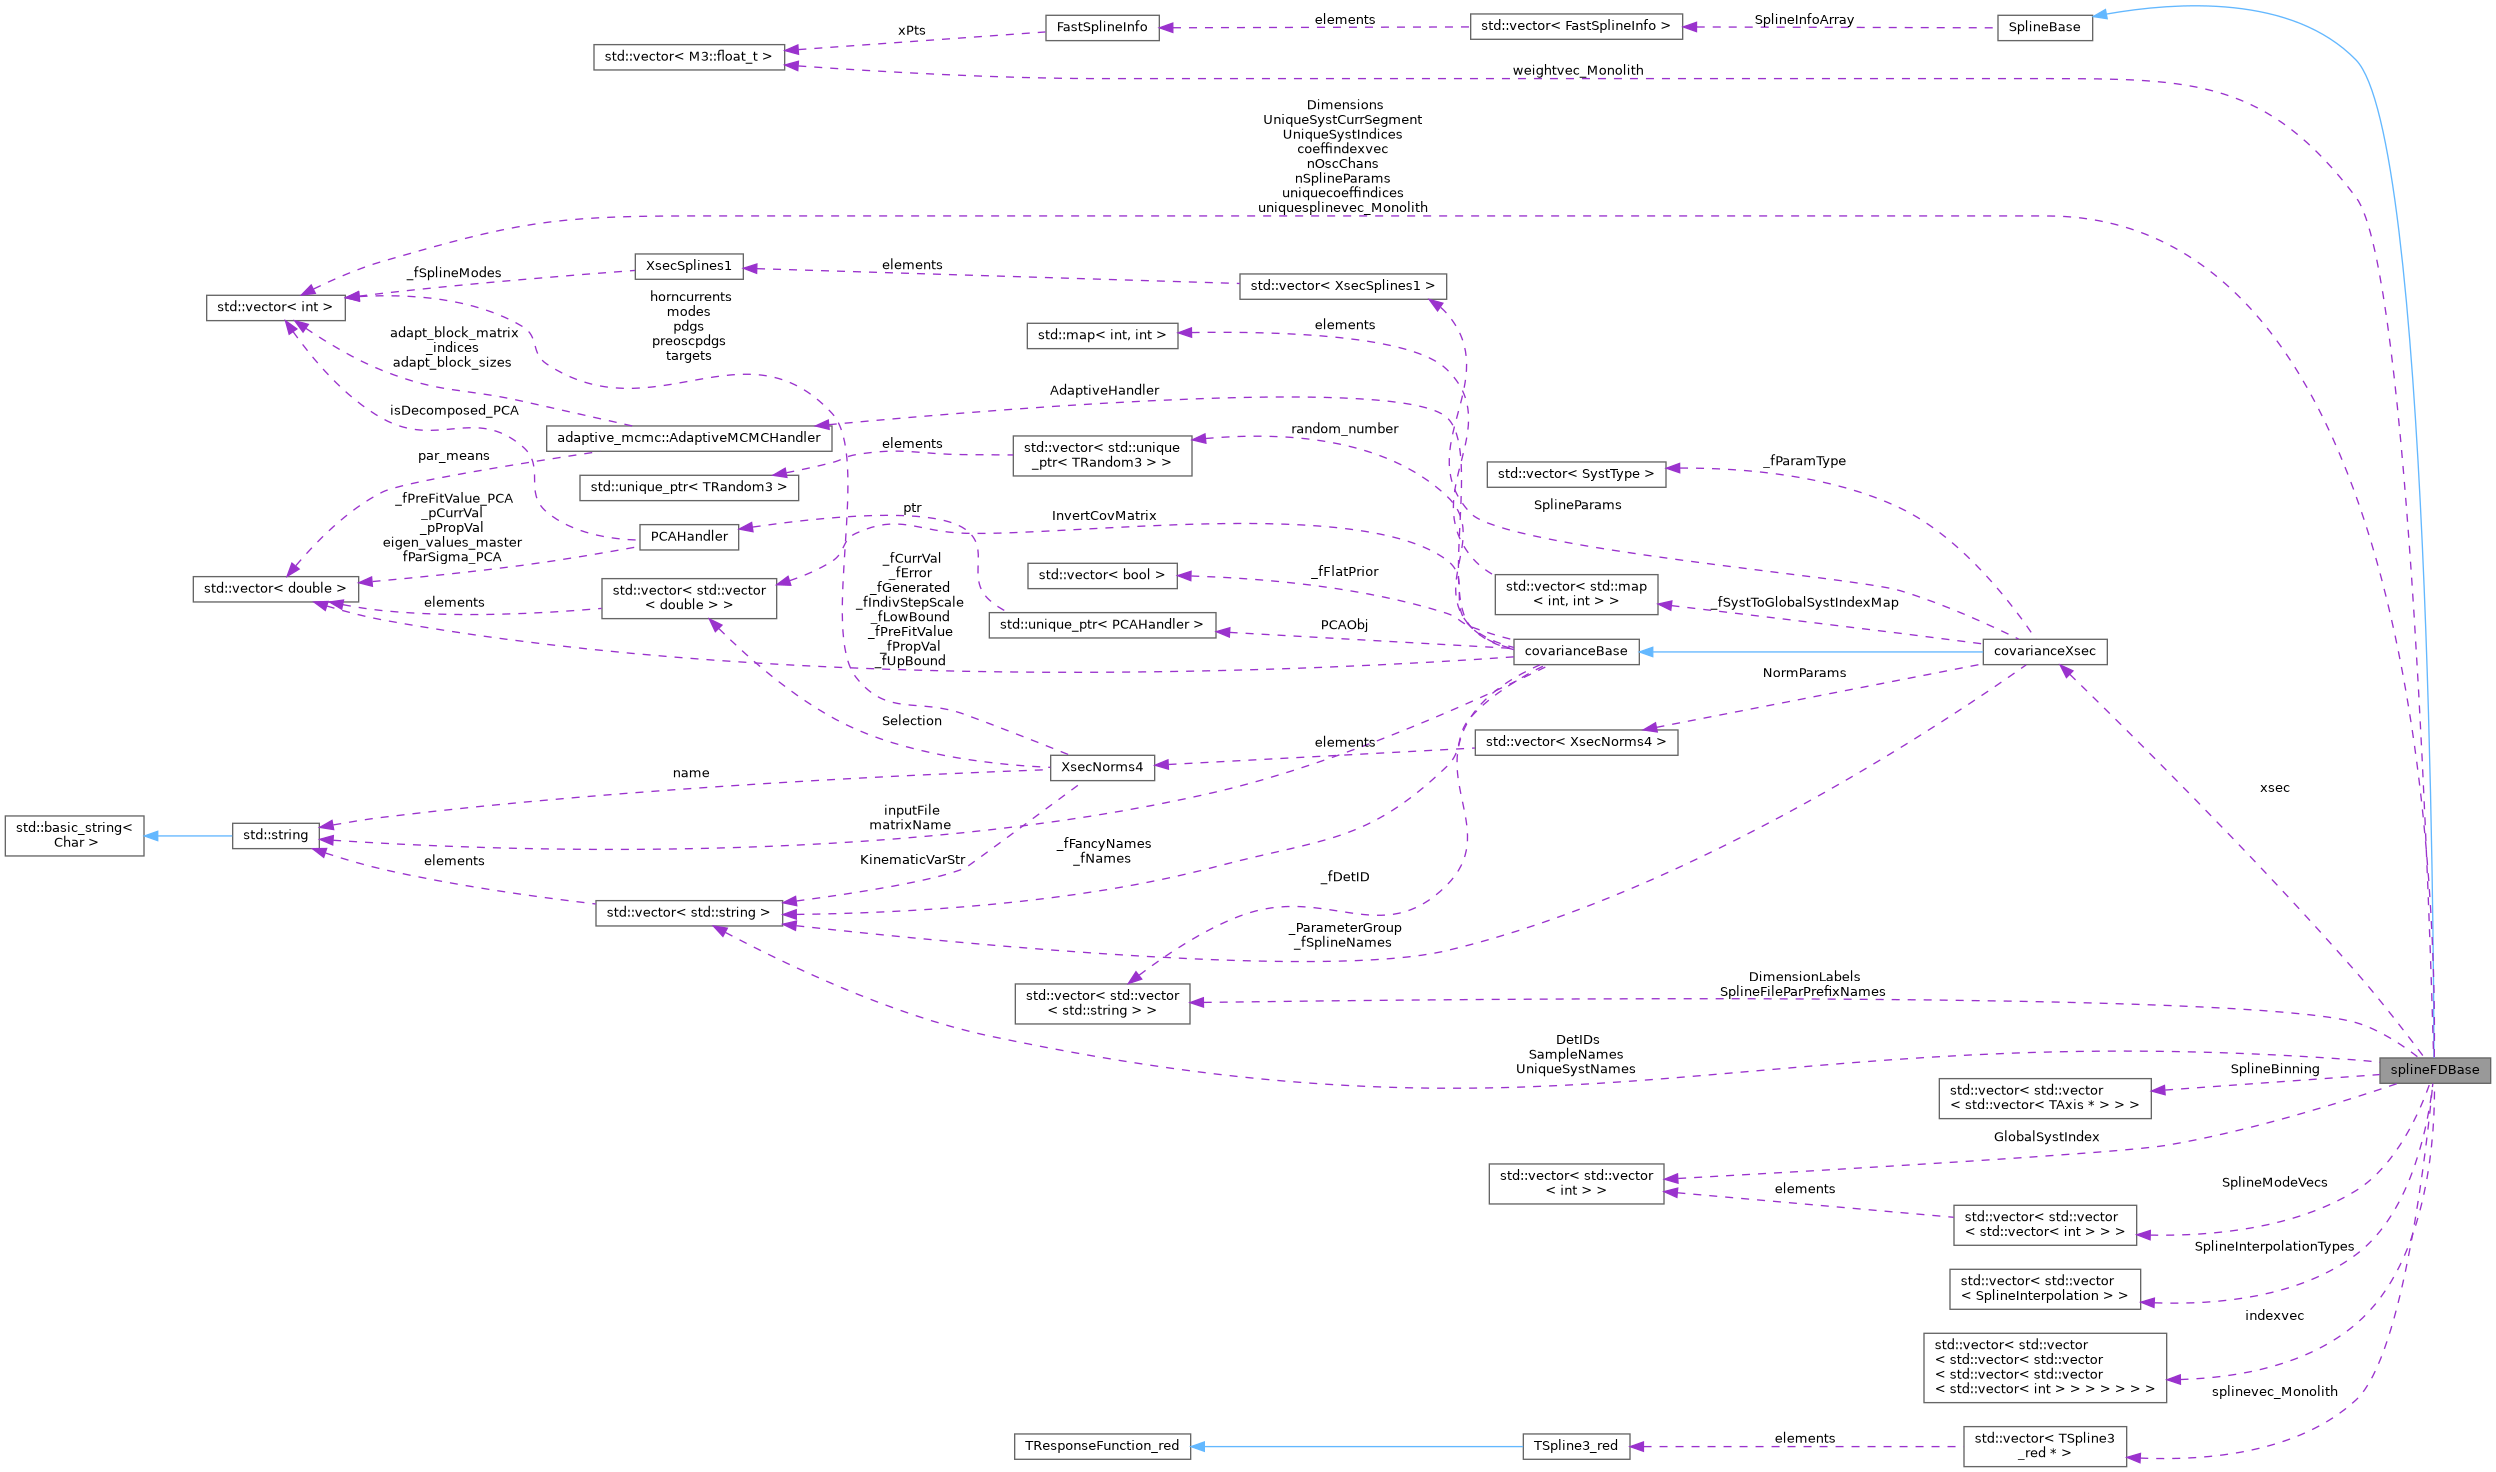 xPts
FastSplineInfo
elements
std::vector< FastSplineInfo >
SplineInfoArray
SplineBase
std::vector< M3::float_t >
weightvec_Monolith
Dimensions
UniqueSystCurrSegment
UniqueSystIndices
coeffindexvec
nOscChans
nSplineParams
uniquecoeffindices
uniquesplinevec_Monolith
_fSplineModes
XsecSplines1
elements
std::vector< XsecSplines1 >
std::vector< int >
horncurrents
modes
pdgs
preoscpdgs
targets
std::map< int, int >
elements
adapt_block_matrix
_indices
adapt_block_sizes
AdaptiveHandler
isDecomposed_PCA
adaptive_mcmc::AdaptiveMCMCHandler
elements
std::vector< std::unique
_ptr< TRandom3 > >
random_number
par_means
std::unique_ptr< TRandom3 >
std::vector< SystType >
_fParamType
SplineParams
_fPreFitValue_PCA
_pCurrVal
_pPropVal
eigen_values_master
fParSigma_PCA
PCAHandler
ptr
InvertCovMatrix
std::vector< double >
elements
std::vector< std::vector
< double > >
_fCurrVal
_fError
_fGenerated
_fIndivStepScale
_fLowBound
_fPreFitValue
_fPropVal
_fUpBound
std::vector< bool >
_fFlatPrior
std::vector< std::map
< int, int > >
_fSystToGlobalSystIndexMap
std::unique_ptr< PCAHandler >
PCAObj
covarianceBase
covarianceXsec
Selection
NormParams
elements
std::vector< XsecNorms4 >
name
XsecNorms4
xsec
std::basic_string<
Char >
std::string
inputFile
matrixName
elements
KinematicVarStr
_fFancyNames
_fNames
_fDetID
std::vector< std::string >
_ParameterGroup
_fSplineNames
std::vector< std::vector
< std::string > >
DimensionLabels
SplineFileParPrefixNames
DetIDs
SampleNames
UniqueSystNames
splineFDBase
std::vector< std::vector
< std::vector< TAxis * > > >
SplineBinning
GlobalSystIndex
std::vector< std::vector
< int > >
elements
SplineModeVecs
std::vector< std::vector
< std::vector< int > > >
SplineInterpolationTypes
std::vector< std::vector
< SplineInterpolation > >
indexvec
std::vector< std::vector
< std::vector< std::vector
< std::vector< std::vector
< std::vector< int > > > > > > >
splinevec_Monolith
TResponseFunction_red
TSpline3_red
elements
std::vector< TSpline3
_red * >